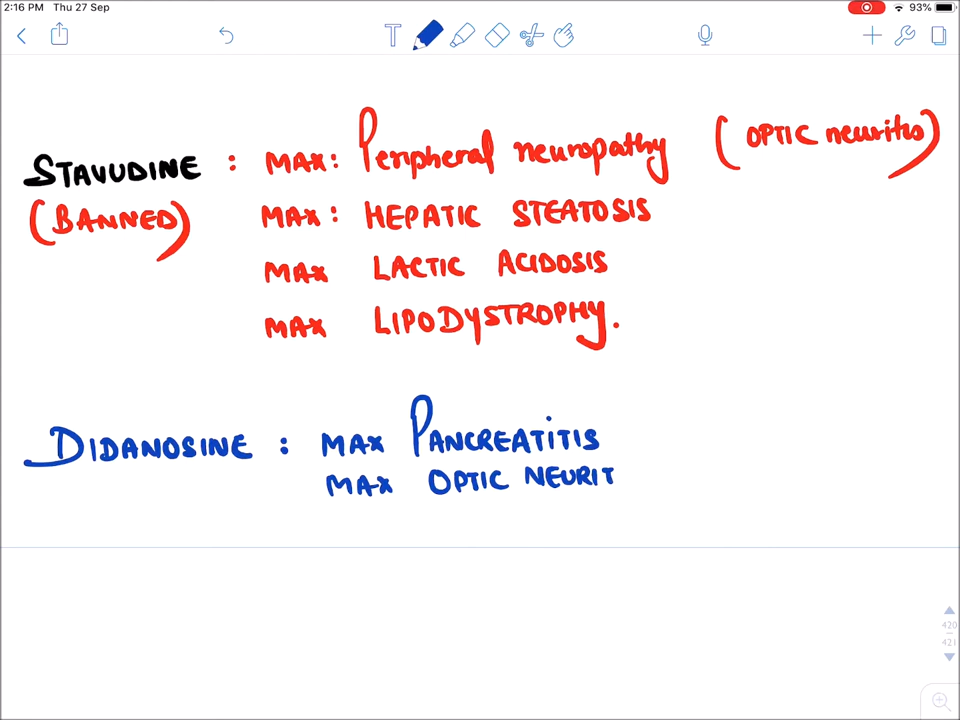 2:16 PM Thu 27 Sep 93%
T
STAVUDINE : MAX: Peripheral neuropathy (OPTIC neuritis)
(BANNED) MAX: HEPATIC STEATOSIS
MAX LACTIC ACIDOSIS
MAX LIPODYSTROPHY.
DIDANOSINE : MAX PANCREATITIS
MAX OPTIC NEURIT
420
421